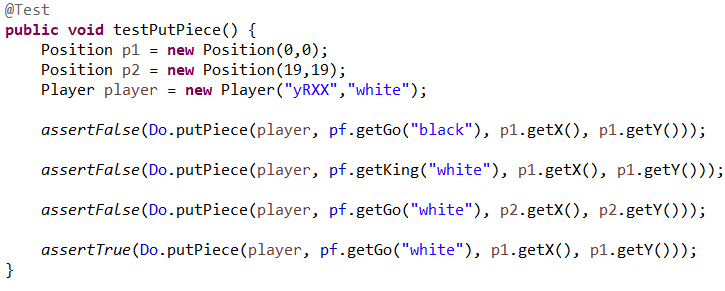 @Test
public void testPutPiece() {
    Position p1 = new Position(0,0);
    Position p2 = new Position(19,19);
    Player player = new Player("yRXX","white");
    assertFalse(Do.putPiece(player, pf.getGo("black"), p1.getX(), p1.getY()));
    assertFalse(Do.putPiece(player, pf.getKing("white"), p1.getX(), p1.getY()));
    assertFalse(Do.putPiece(player, pf.getGo("white"), p2.getX(), p2.getY()));
    assertTrue(Do.putPiece(player, pf.getGo("white"), p1.getX(), p1.getY()));
}